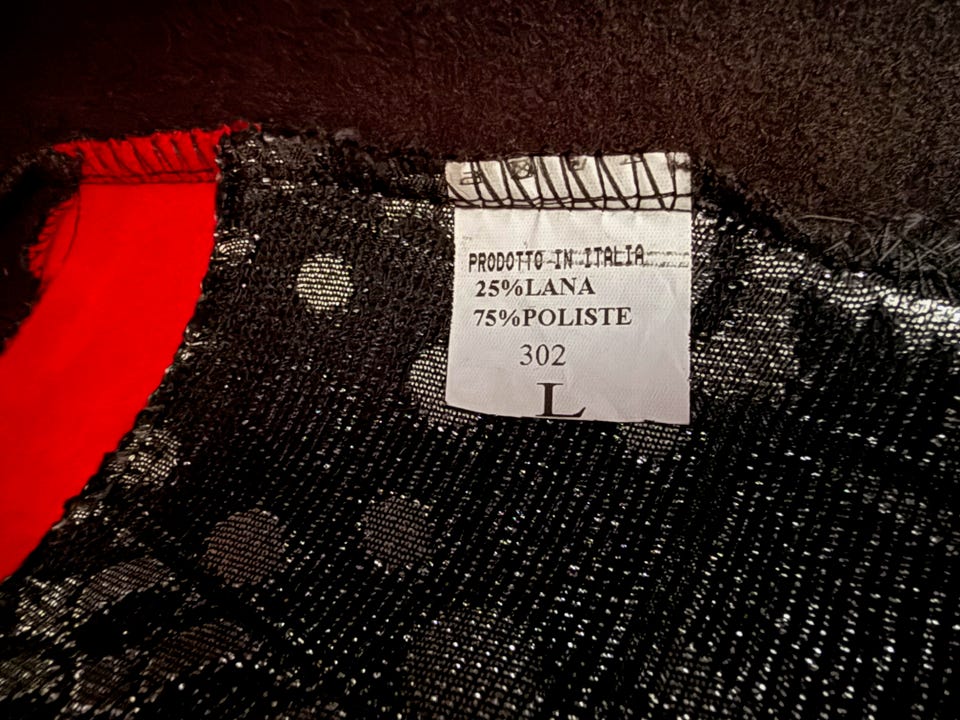 PRODOTTO IN ITALIA
25%LANA
75%POLISTE
302
L